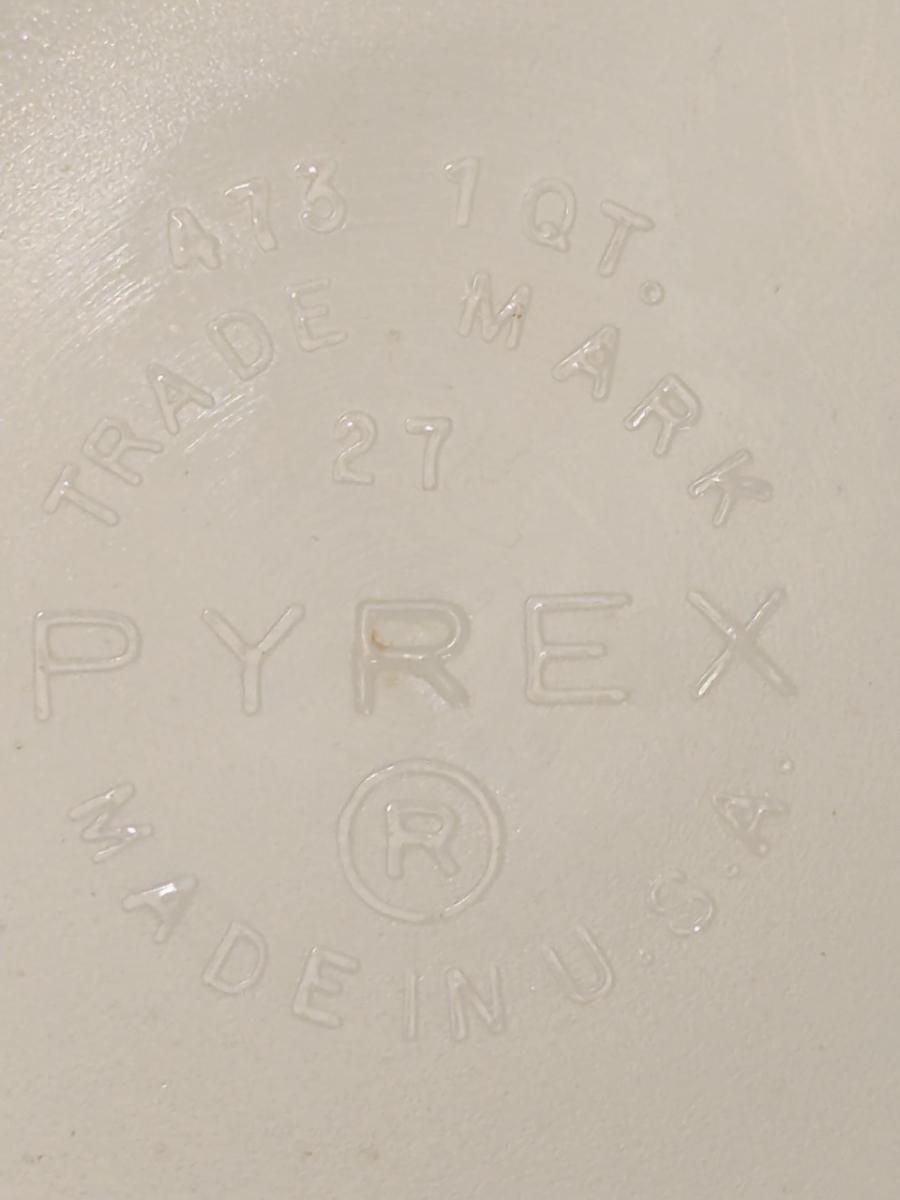 473 1 QT.
TRADE MARK
27
PYREX
®
MADE IN U.S.A.